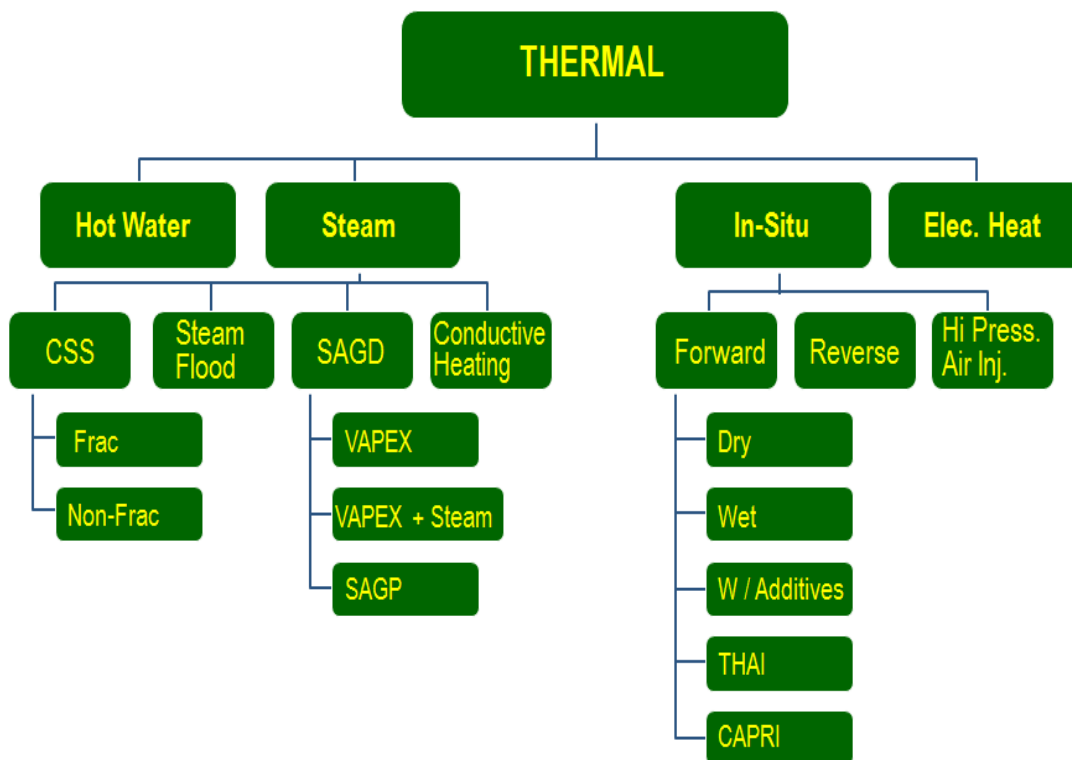 THERMAL
Hot Water
Steam
In-Situ
Elec. Heat
CSS
Steam
Flood
SAGD
Conductive
Heating
Forward
Reverse
Hi Press.
Air Inj.
Frac
Non-Frac
VAPEX
VAPEX + Steam
SAGP
Dry
Wet
W / Additives
THAI
CAPRI